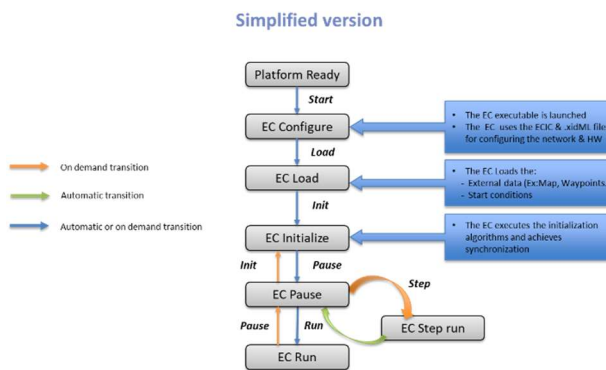 Simplified version
Platform Ready
Start
EC Configure
• The EC executable is launched
• The EC uses the ECIC & .xidML file
for configuring the network & HW
Load
EC Load
• The EC Loads the:
- External data (Ex:Map, Waypoints
- Start conditions
Init
EC Initialize
• The EC executes the initialization
algorithms and achieves
synchronization
On demand transition
Automatic transition
Automatic or on demand transition
Init
Pause
EC Pause
Step
Pause
Run
EC Step run
EC Run